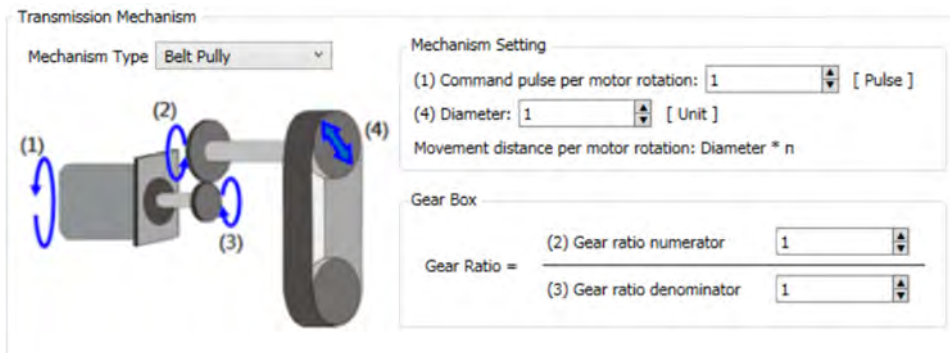 Transmission Mechanism
Mechanism Type Belt Pully
(1)
(2)
(3)
(4)
Mechanism Setting
(1) Command pulse per motor rotation: 1 [ Pulse ]
(4) Diameter: 1 [ Unit ]
Movement distance per motor rotation: Diameter * π
Gear Box
Gear Ratio =
(2) Gear ratio numerator 1
(3) Gear ratio denominator 1